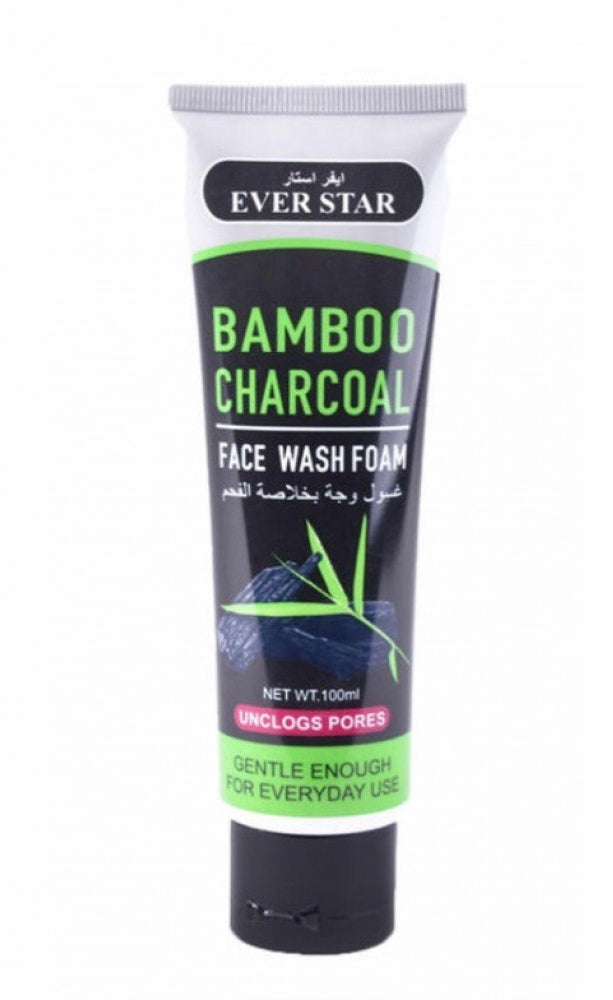 ايفر استار
EVER STAR
BAMBOO
CHARCOAL
FACE WASH FOAM
غسول وجة بخلاصة الفحم
NET WT.100ml
UNCLOGS PORES
GENTLE ENOUGH
FOR EVERYDAY USE